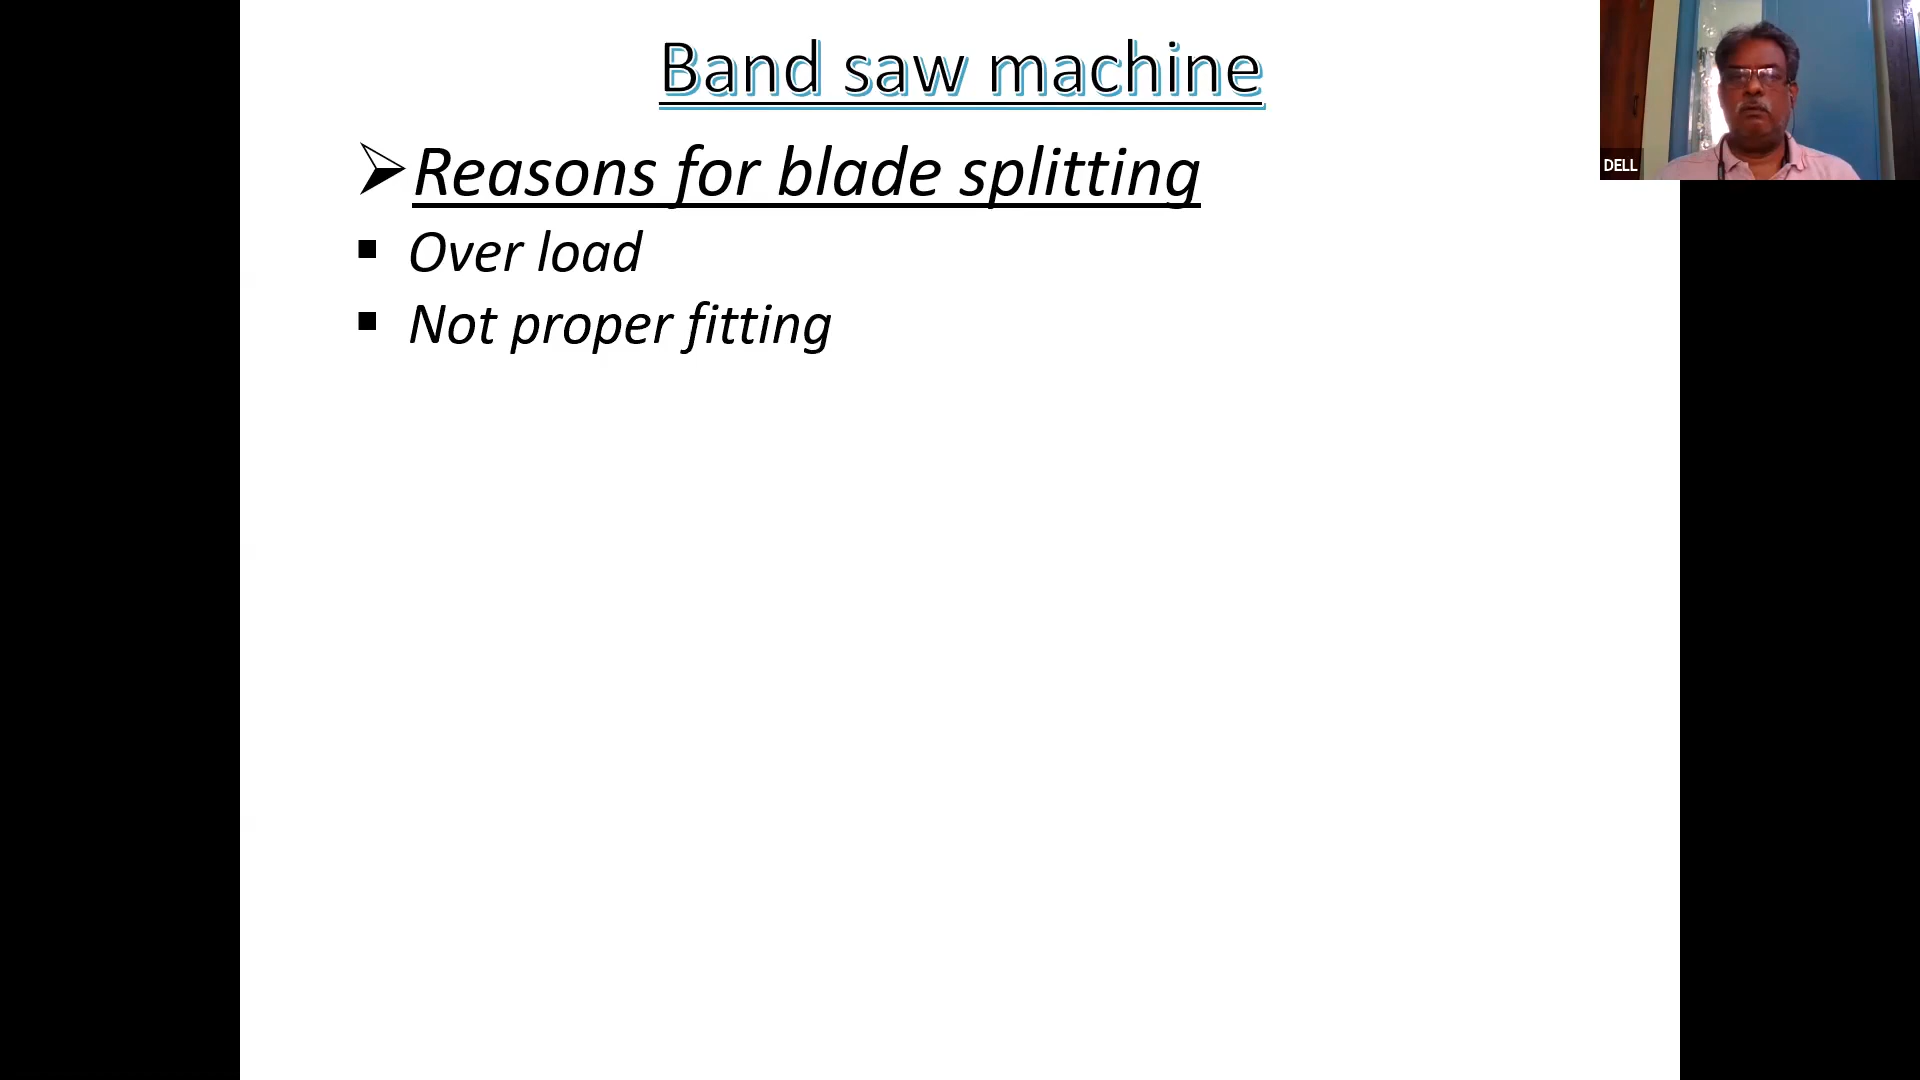 Band saw machine
Reasons for blade splitting
Over load
Not proper fitting
DELL